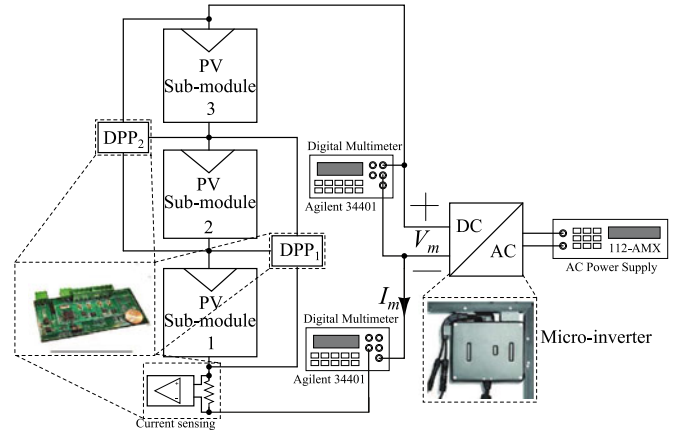 PV
Sub-module
3
DPP2
PV
Sub-module
2
DPP1
PV
Sub-module
1
Current sensing
Digital Multimeter
Agilent 34401
Digital Multimeter
Agilent 34401
+
Vm
−
Im
DC
AC
112-AMX
AC Power Supply
Micro-inverter